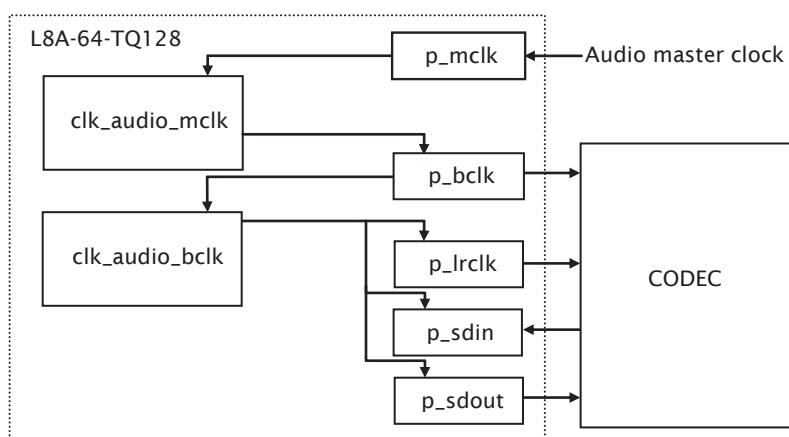 L8A-64-TQ128
p_mclk
Audio master clock
clk_audio_mclk
p_bclk
clk_audio_bclk
p_lrclk
CODEC
p_sdin
p_sdout